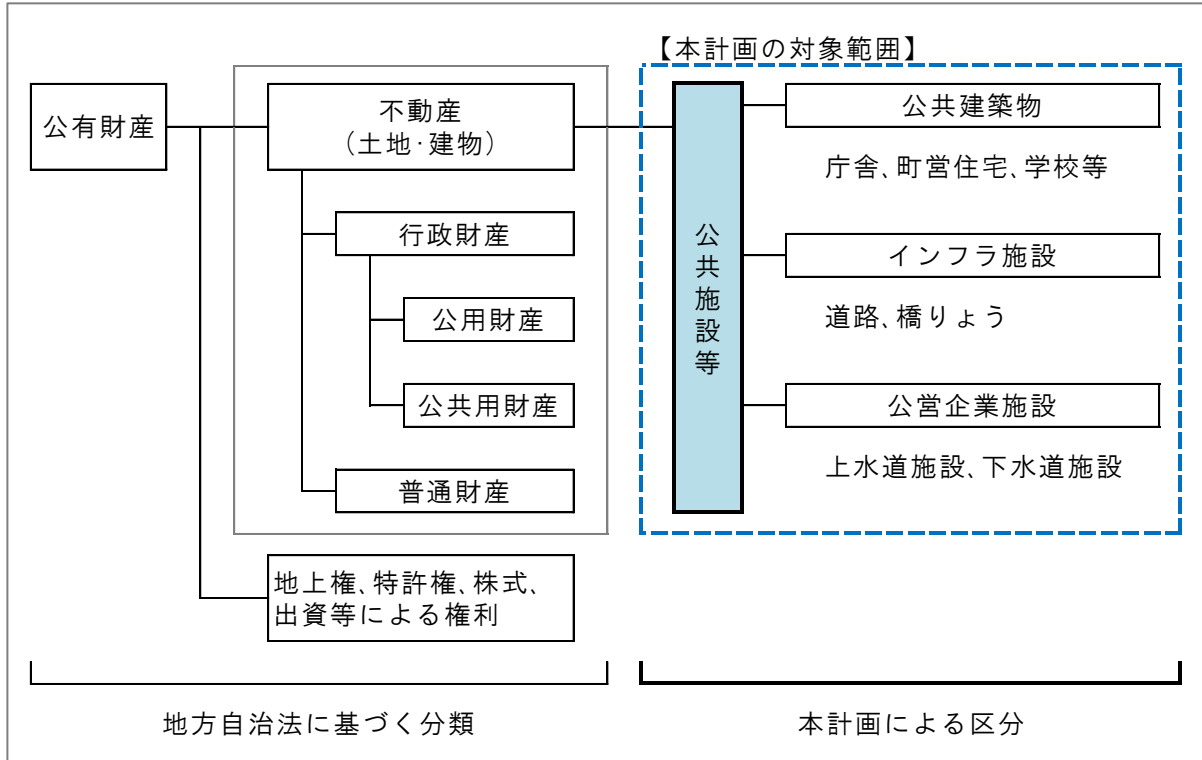 【本計画の対象範囲】
公有財産
不動産
（土地･建物）
行政財産
公用財産
公共用財産
普通財産
地上権、特許権、株式、
出資等による権利
公共施設等
公共建築物
庁舎、町営住宅、学校等
インフラ施設
道路、橋りょう
公営企業施設
上水道施設、下水道施設
地方自治法に基づく分類
本計画による区分